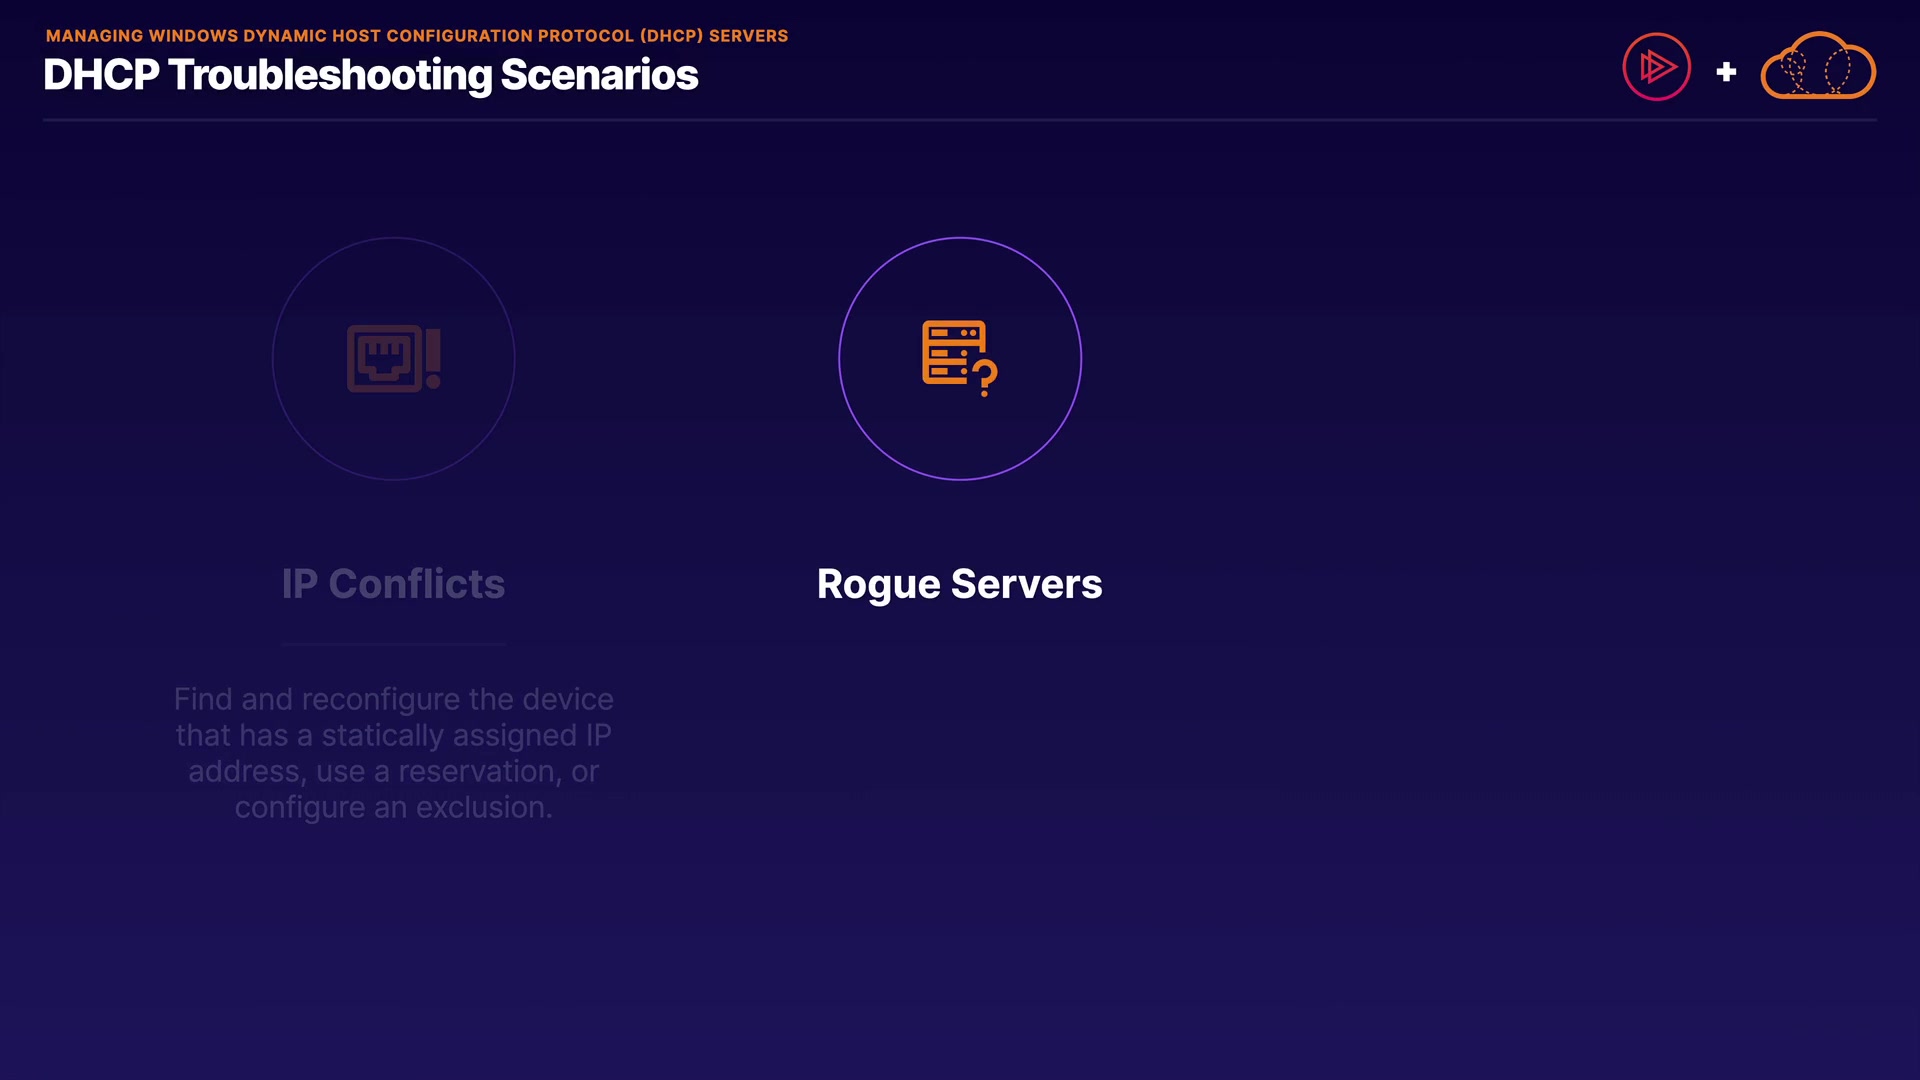 MANAGING WINDOWS DYNAMIC HOST CONFIGURATION PROTOCOL (DHCP) SERVERS
DHCP Troubleshooting Scenarios
IP Conflicts
Find and reconfigure the device
that has a statically assigned IP
address, use a reservation, or
configure an exclusion.
Rogue Servers